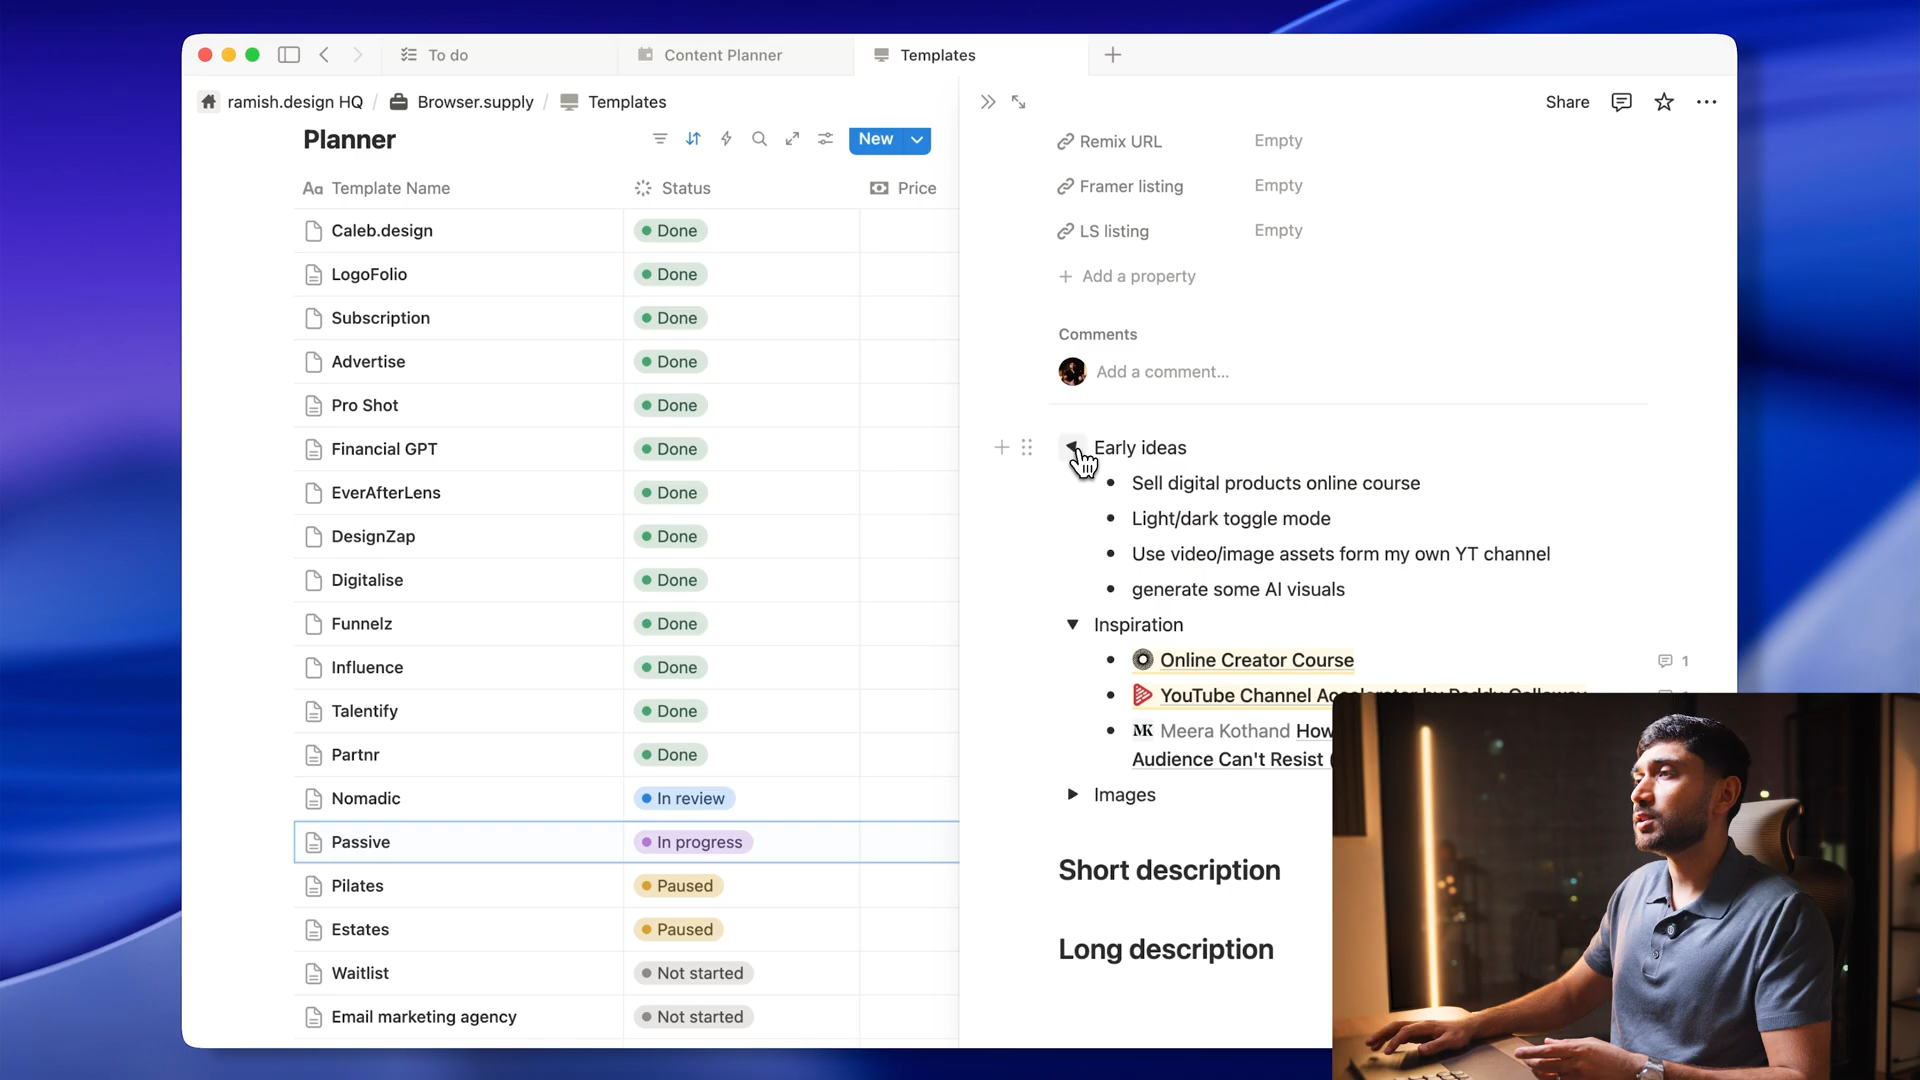 To do
Content Planner
Templates
ramish.design HQ / Browser.supply / Templates
Share
Planner
New
Aa Template Name
Status
Price
Caleb.design
Done
LogoFolio
Done
Subscription
Done
Advertise
Done
Pro Shot
Done
Financial GPT
Done
EverAfterLens
Done
DesignZap
Done
Digitalise
Done
Funnelz
Done
Influence
Done
Talentify
Done
Partnr
Done
Nomadic
In review
Passive
In progress
Pilates
Paused
Estates
Paused
Waitlist
Not started
Email marketing agency
Not started
Remix URL
Empty
Framer listing
Empty
LS listing
Empty
Add a property
Comments
Add a comment...
Early ideas
Sell digital products online course
Light/dark toggle mode
Use video/image assets form my own YT channel
generate some AI visuals
Inspiration
Online Creator Course
1
YouTube Channel
MK Meera Kothand How
Audience Can't Resist
Images
Short description
Long description